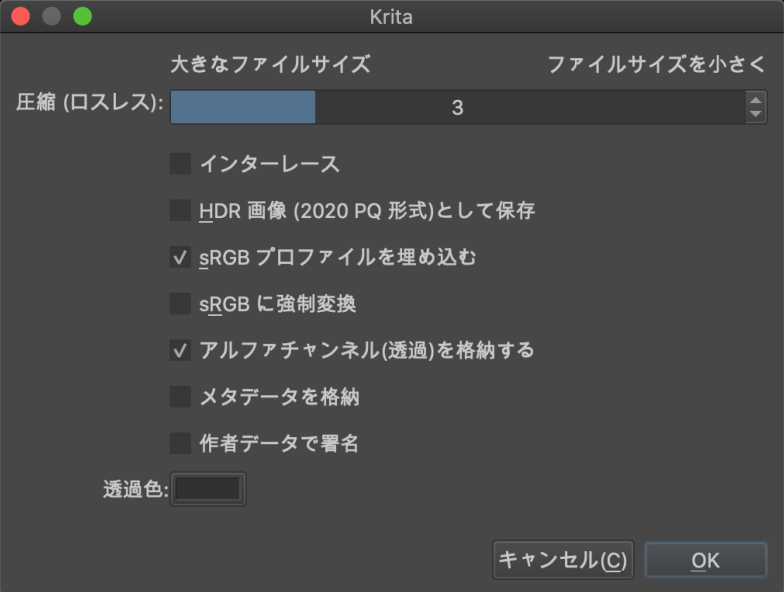 Krita
大きなファイルサイズ ファイルサイズを小さく
圧縮 (ロスレス): 3
インターレース
HDR 画像 (2020 PQ 形式)として保存
sRGB プロファイルを埋め込む
sRGB に強制変換
アルファチャンネル(透過)を格納する
メタデータを格納
作者データで署名
透過色:
キャンセル(C) OK